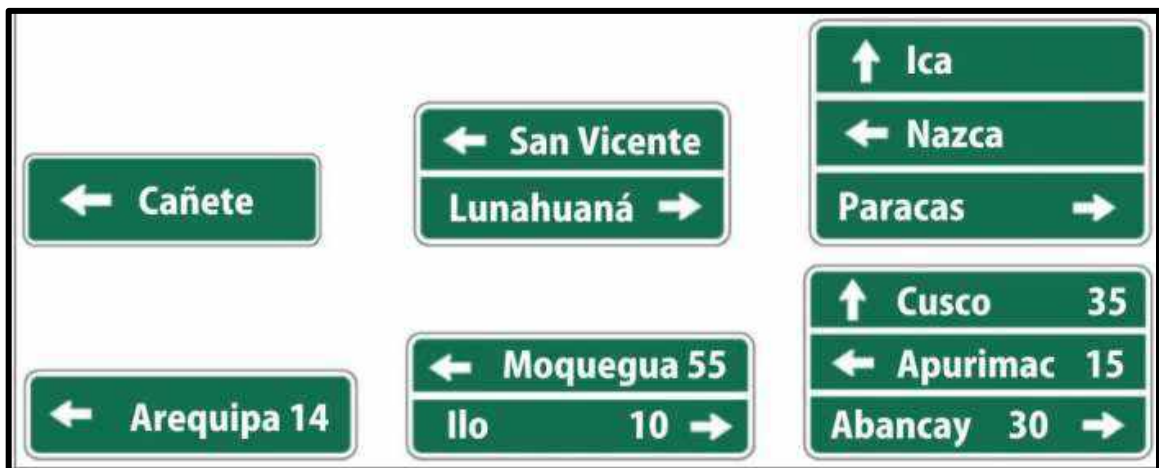 ← Cañete
← San Vicente
Lunahuaná →
↑ Ica
← Nazca
Paracas →
← Arequipa 14
← Moquegua 55
Ilo 10 →
↑ Cusco 35
← Apurimac 15
Abancay 30 →